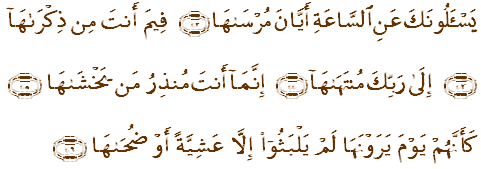 يَسْـَٔلُونَكَ عَنِ ٱلسَّاعَةِ أَيَّانَ مُرْسَىٰهَا ﴿٤٢﴾ فِيمَ أَنتَ مِن ذِكْرَىٰهَآ
﴿٤٣﴾ إِلَىٰ رَبِّكَ مُنتَهَىٰهَآ ﴿٤٤﴾ إِنَّمَآ أَنتَ مُنذِرُ مَن يَخْشَىٰهَا ﴿٤٥﴾
كَأَنَّهُمْ يَوْمَ يَرَوْنَهَا لَمْ يَلْبَثُوٓا۟ إِلَّا عَشِيَّةً أَوْ ضُحَىٰهَا ﴿٤٦﴾